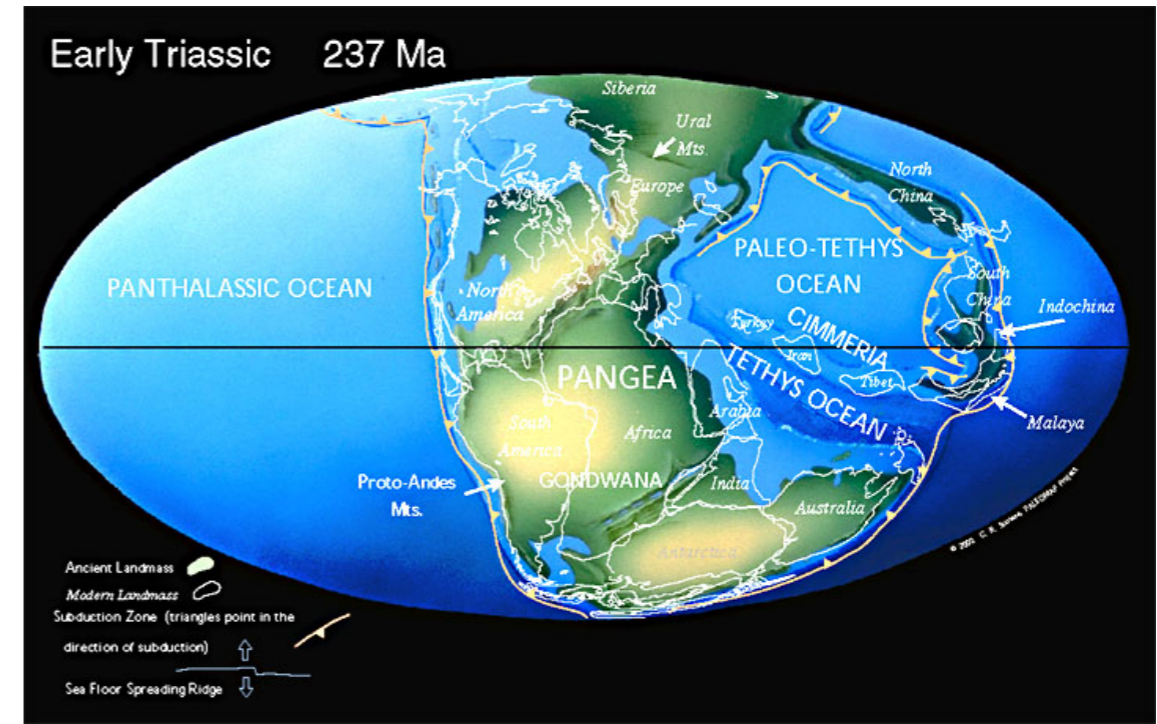 Early Triassic 237 Ma
Siberia
Ural
Mts.
Europe
North
China
PALEO-TETHYS
OCEAN
PANTHALASSIC OCEAN
North
America
South
China
Indochina
Turkey
CIMMERIA
Iran
Tibet
TETHYS OCEAN
PANGEA
Arabia
Malaya
South
America
Africa
GONDWANA
Proto-Andes
Mts.
India
Australia
Antarctica
© C. R. PALEOMAP Project
Ancient Landmass
Modern Landmass
Subduction Zone (triangles point in the
direction of subduction)
Sea Floor Spreading Ridge